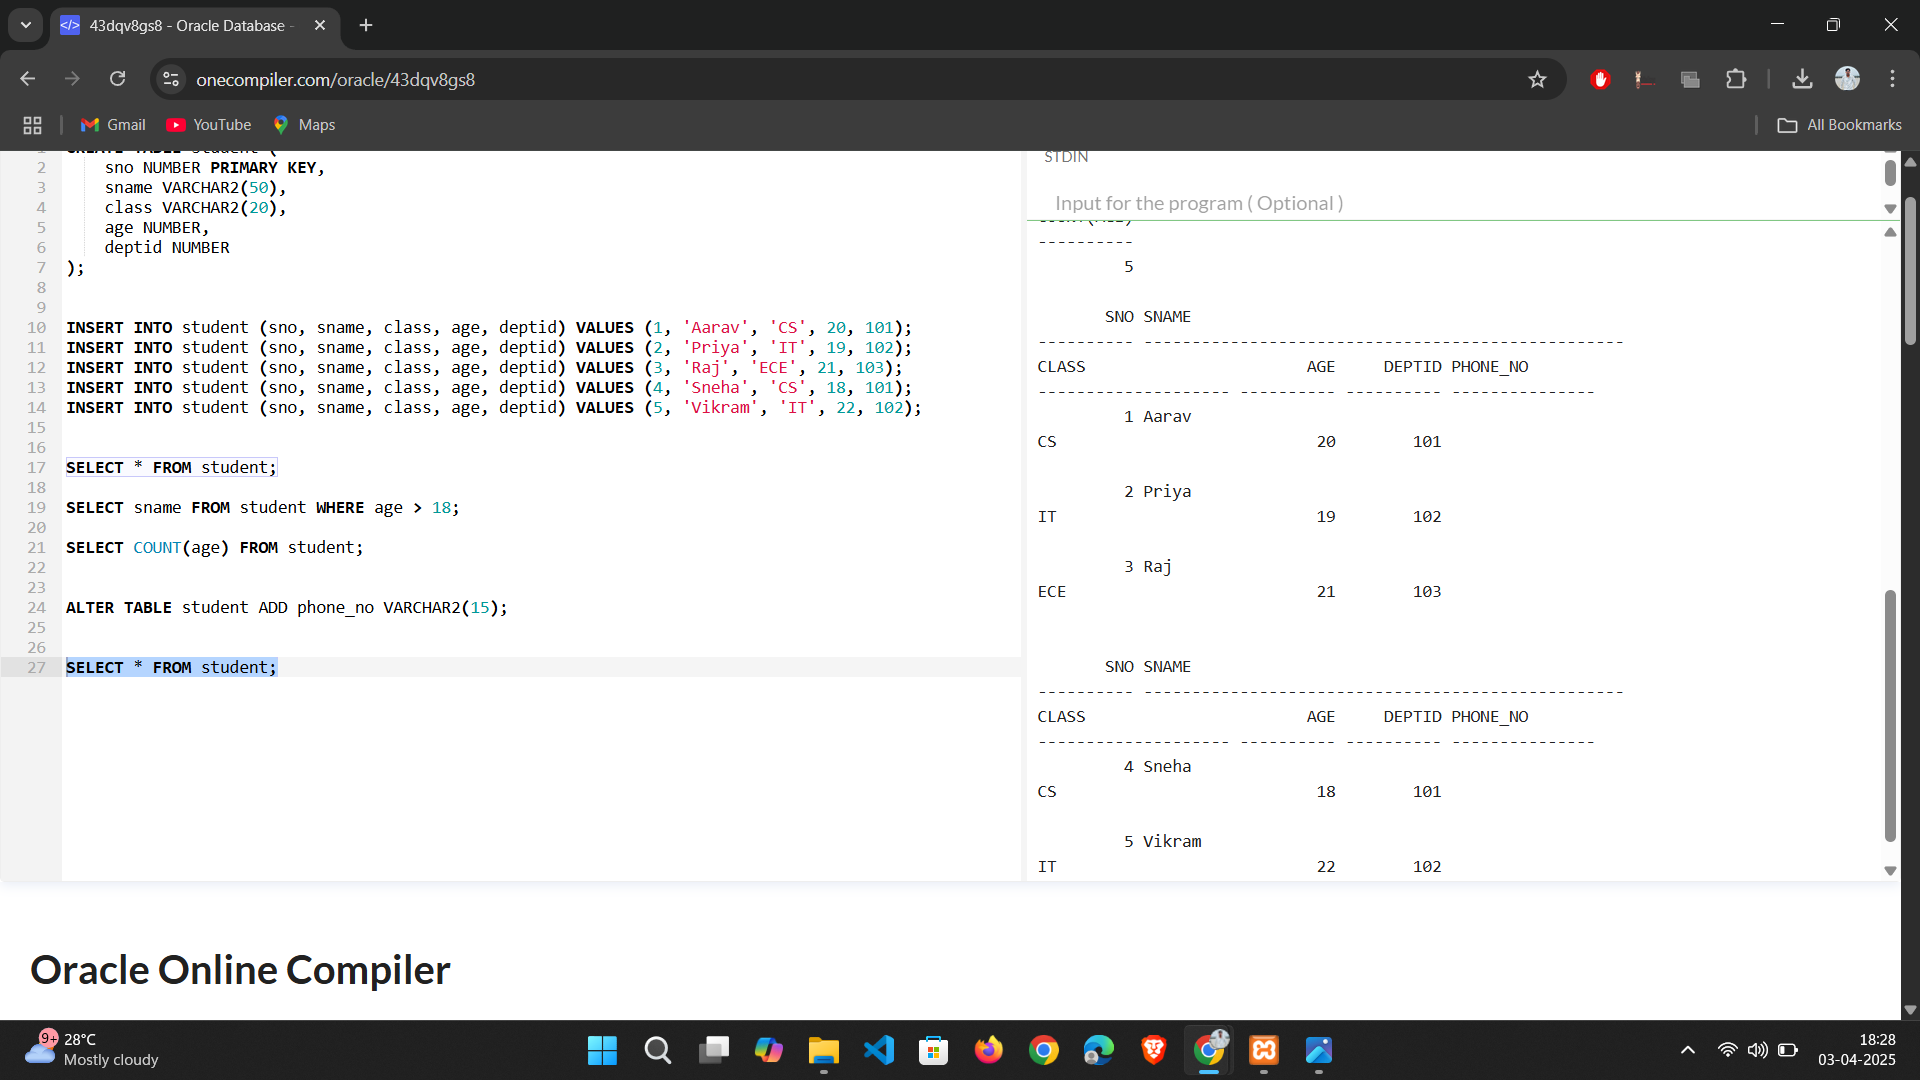 43dqv8gs8 - Oracle Database -
onecompiler.com/oracle/43dqv8gs8
Gmail
YouTube
Maps
All Bookmarks
1 CREATE TABLE student (
2 sno NUMBER PRIMARY KEY,
3 sname VARCHAR2(50),
4 class VARCHAR2(20),
5 age NUMBER,
6 deptid NUMBER
7 );
8
9
10 INSERT INTO student (sno, sname, class, age, deptid) VALUES (1, 'Aarav', 'CS', 20, 101);
11 INSERT INTO student (sno, sname, class, age, deptid) VALUES (2, 'Priya', 'IT', 19, 102);
12 INSERT INTO student (sno, sname, class, age, deptid) VALUES (3, 'Raj', 'ECE', 21, 103);
13 INSERT INTO student (sno, sname, class, age, deptid) VALUES (4, 'Sneha', 'CS', 18, 101);
14 INSERT INTO student (sno, sname, class, age, deptid) VALUES (5, 'Vikram', 'IT', 22, 102);
15
16
17 SELECT * FROM student;
18
19 SELECT sname FROM student WHERE age > 18;
20
21 SELECT COUNT(age) FROM student;
22
23
24 ALTER TABLE student ADD phone_no VARCHAR2(15);
25
26
27 SELECT * FROM student;
STDIN
Input for the program ( Optional )
COUNT(AGE)
----------
5
SNO SNAME
---------- --------------------------------------------------
CLASS AGE DEPTID PHONE_NO
-------------------- ---------- ---------- ---------------
1 Aarav
CS 20 101
2 Priya
IT 19 102
3 Raj
ECE 21 103
SNO SNAME
---------- --------------------------------------------------
CLASS AGE DEPTID PHONE_NO
-------------------- ---------- ---------- ---------------
4 Sneha
CS 18 101
5 Vikram
IT 22 102
Oracle Online Compiler
9+
28°C
Mostly cloudy
18:28
03-04-2025